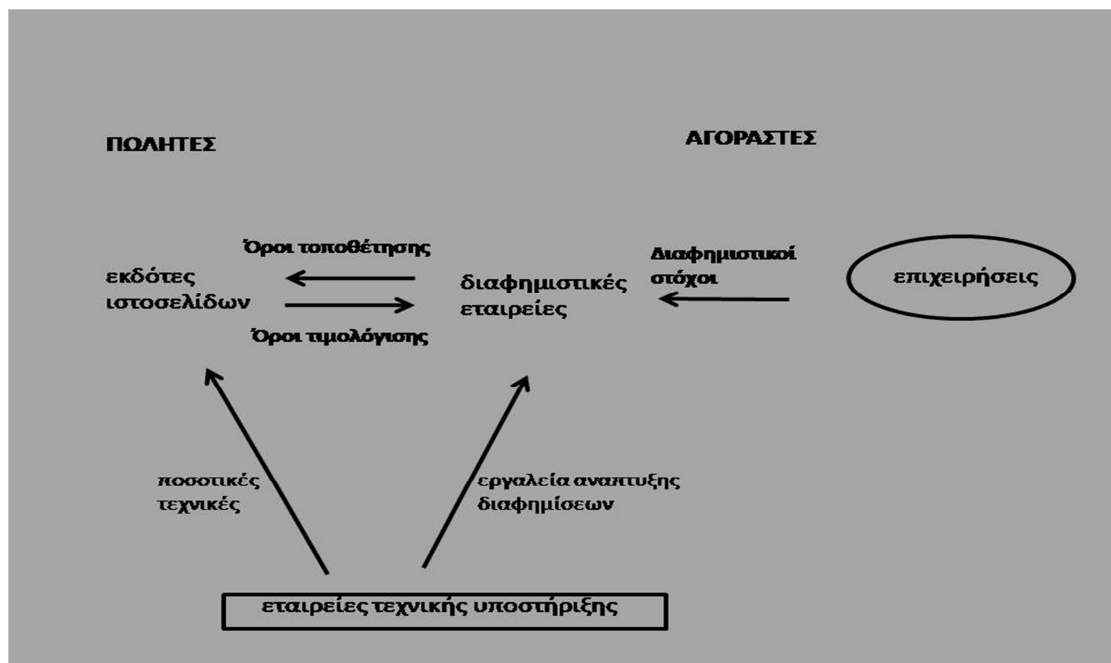 ΠΩΛΗΤΕΣ
ΑΓΟΡΑΣΤΕΣ
Όροι τοποθέτησης
εκδότες
ιστοσελίδων
Όροι τιμολόγισης
διαφημιστικές
εταιρείες
Διαφημιστικοί
στόχοι
επιχειρήσεις
ποσοτικές
τεχνικές
εργαλεία αναπτυξης
διαφημίσεων
εταιρείες τεχνικής υποστήριξης